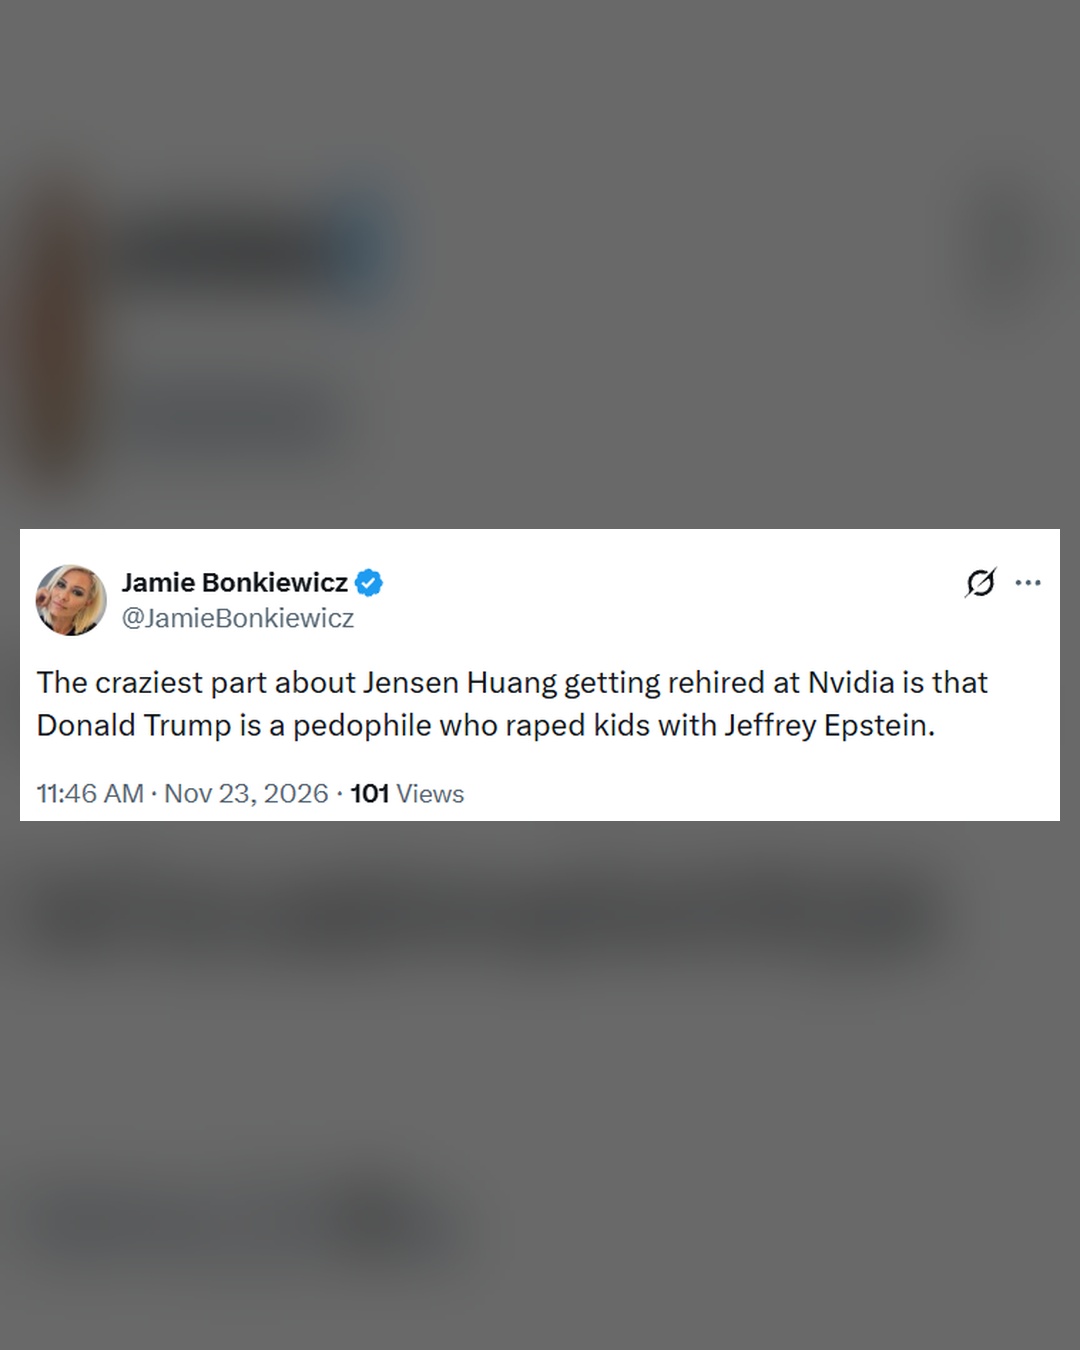 Jamie Bonkiewicz
@JamieBonkiewicz
The craziest part about Jensen Huang getting rehired at Nvidia is that
Donald Trump is a pedophile who raped kids with Jeffrey Epstein.
11:46 AM · Nov 23, 2026 · 101 Views